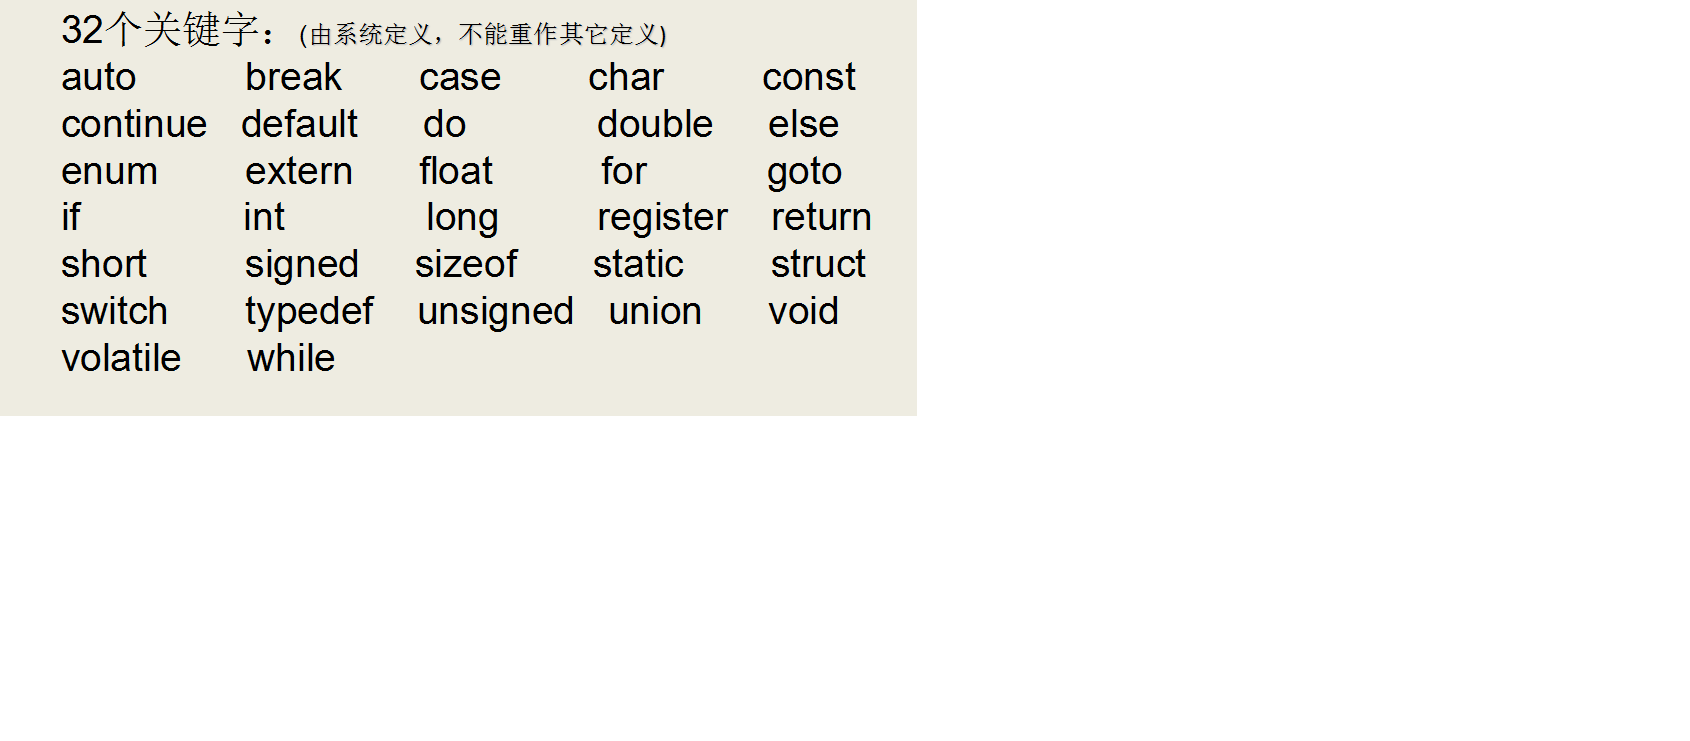 32个关键字：(由系统定义，不能重作其它定义)
auto break case char const
continue default do double else
enum extern float for goto
if int long register return
short signed sizeof static struct
switch typedef unsigned union void
volatile while